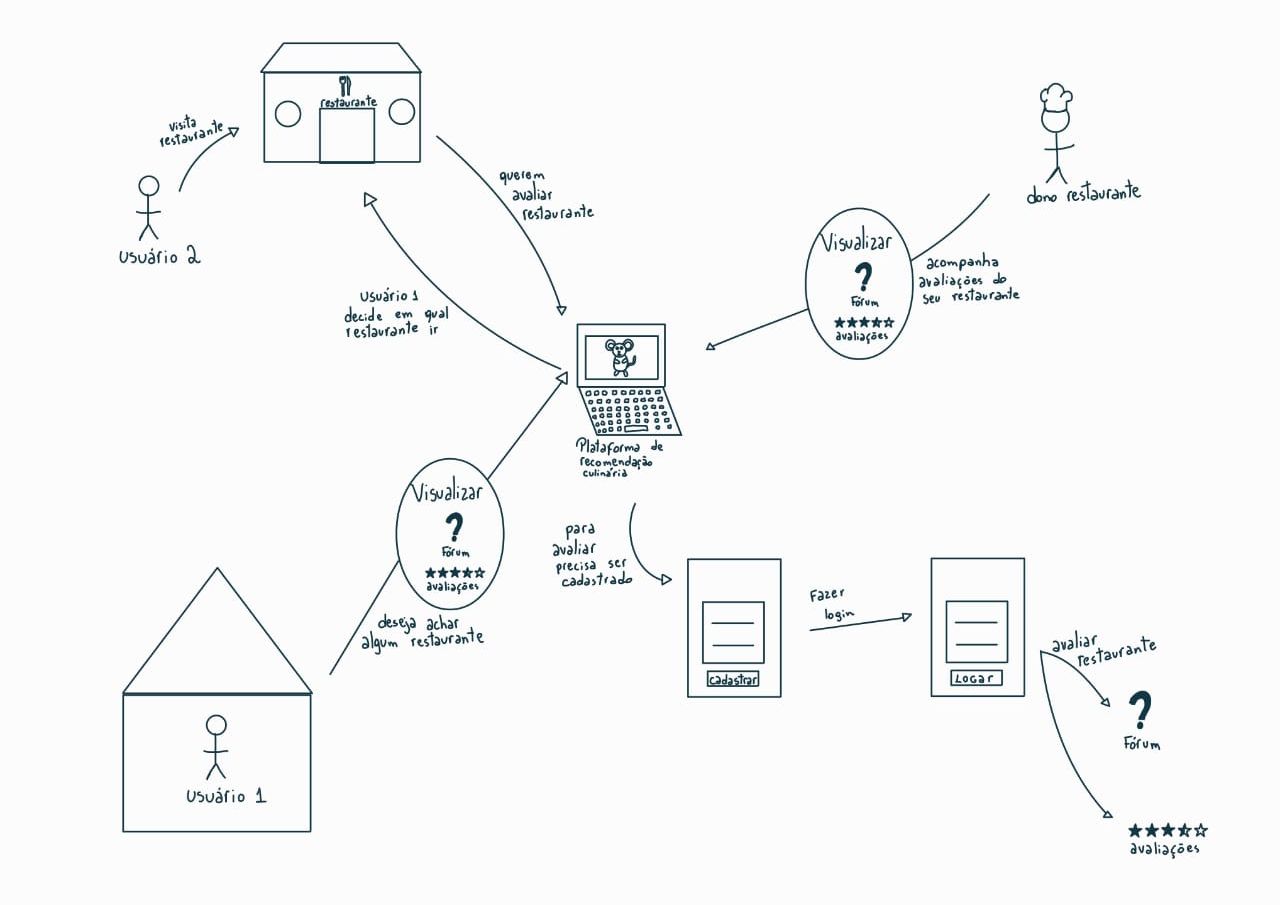 restaurante
visita
restaurante
usuário 2
querem
avaliar
restaurante
usuário 1
decide em qual
restaurante ir
dono restaurante
Visualizar
?
Fórum
avaliações
acompanha
avaliações do
seu restaurante
Plataforma de
recomendação
culinária
Visualizar
?
Fórum
avaliações
deseja achar
algum restaurante
usuário 1
para
avaliar
precisa ser
cadastrado
cadastrar
Fazer
login
Logar
avaliar
restaurante
?
Fórum
avaliações